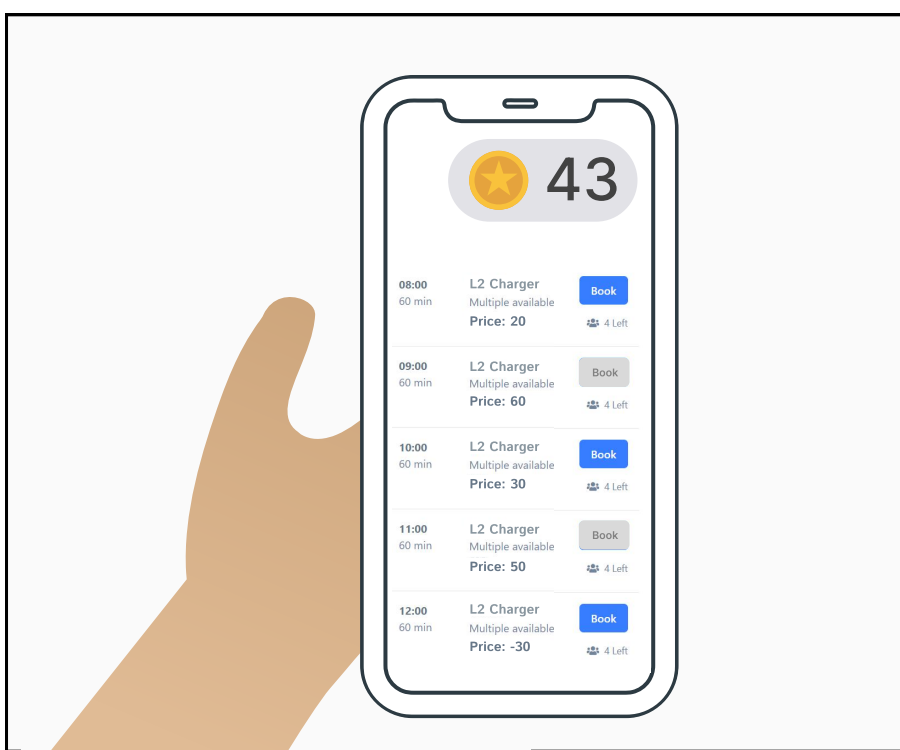 43
08:00 L2 Charger Book
60 min Multiple available
Price: 20 4 Left
09:00 L2 Charger Book
60 min Multiple available
Price: 60 4 Left
10:00 L2 Charger Book
60 min Multiple available
Price: 30 4 Left
11:00 L2 Charger Book
60 min Multiple available
Price: 50 4 Left
12:00 L2 Charger Book
60 min Multiple available
Price: -30 4 Left